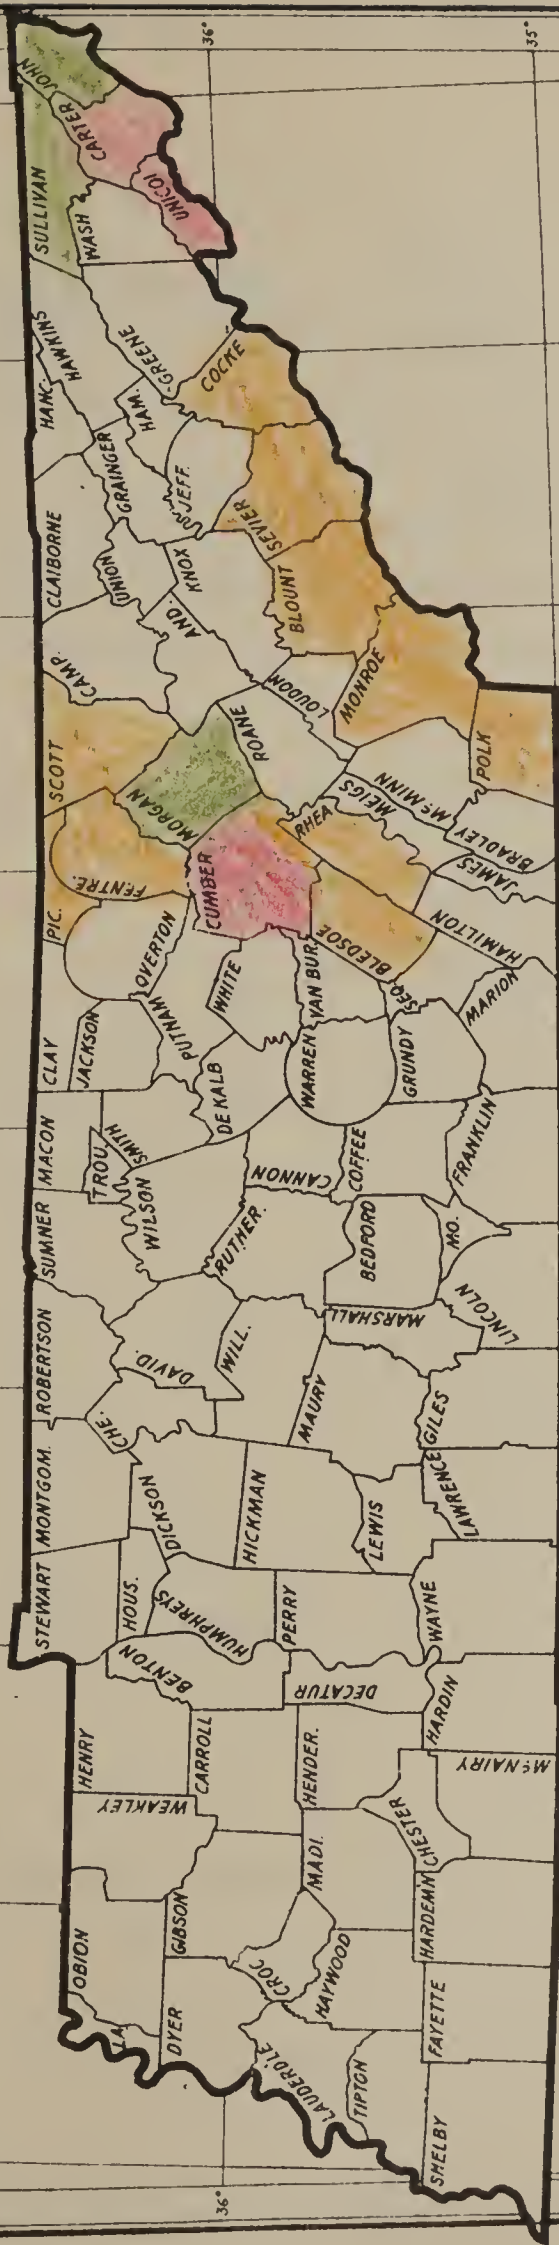 36°
35°
JOHN
CARTER
UNICOI
SULLIVAN
WASH
HAWKINS
HANC.
GREENE
COCKE
HAM.
GRAINGER
JEFF.
CLAIBORNE
UNION
KNOX
SEVIER
BLOUNT
AND.
CAMP.
LOUDON
MONROE
ROANE
SCOTT
MORGAN
POLK
McMINN
MEIGS
BRADLEY
RHEA
JAMES
FENTRE.
CUMBER
PIC.
BLEDSOE
HAMILTON
OVERTON
WHITE
VAN BUR.
SEQ.
MARION
CLAY
JACKSON
PUTNAM
DE KALB
WARREN
GRUNDY
MACON
TROU.
SMITH
CANNON
COFFEE
FRANKLIN
SUMNER
WILSON
RUTHER.
BEDFORD
MO.
ROBERTSON
DAVID.
WILL.
MARSHALL
LINCOLN
CHE.
MAURY
GILES
MONTGOM.
DICKSON
HICKMAN
LEWIS
LAWRENCE
STEWART
HOUS.
HUMPHREYS
PERRY
WAYNE
BENTON
DECATUR
HARDIN
HENRY
CARROLL
HENDER.
McNAIRY
WEAKLEY
CHESTER
MADI.
OBION
GIBSON
HARDEM'N
CROC
HAYWOOD
LA.
DYER
FAYETTE
LAUDERDLE
TIPTON
SHELBY
36°